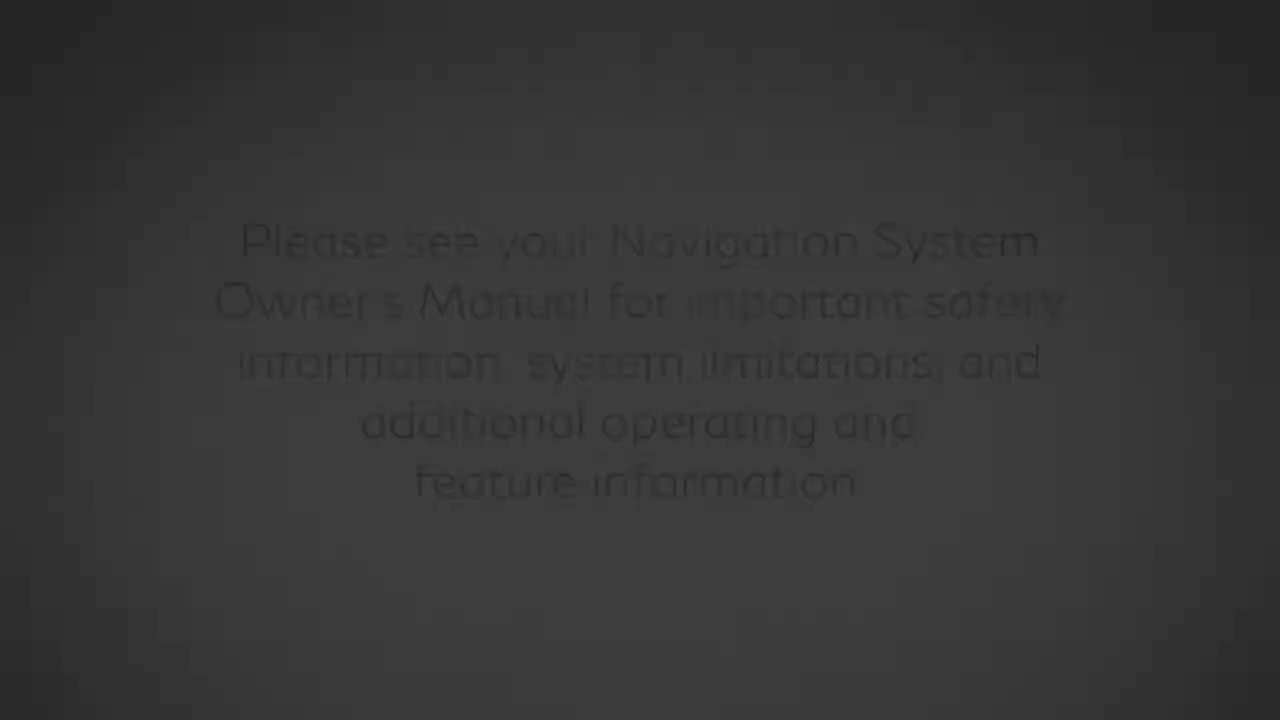 Please see your Navigation System
Owner's Manual for important safety
information, system limitations, and
additional operating and
feature information